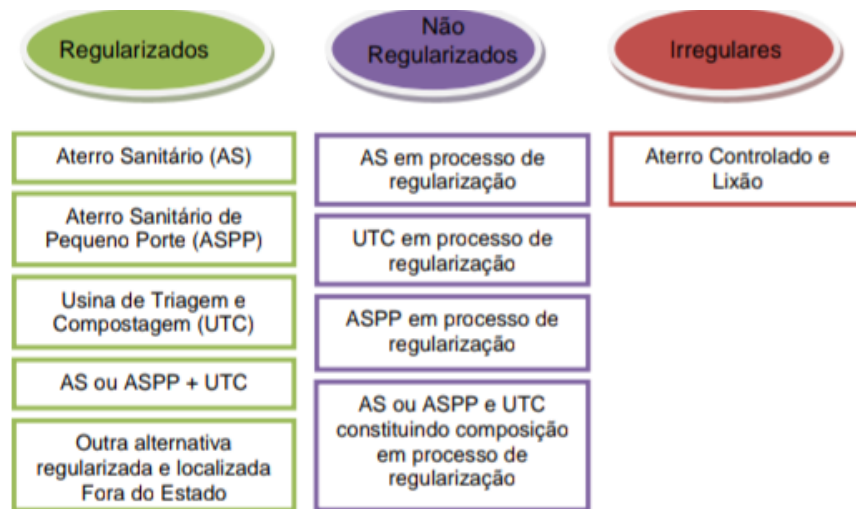 Regularizados
Não
Regularizados
Irregulares
Aterro Sanitário (AS)
Aterro Sanitário de
Pequeno Porte (ASPP)
Usina de Triagem e
Compostagem (UTC)
AS ou ASPP + UTC
Outra alternativa
regularizada e localizada
Fora do Estado
AS em processo de
regularização
UTC em processo de
regularização
ASPP em processo de
regularização
AS ou ASPP e UTC
constituindo composição
em processo de
regularização
Aterro Controlado e
Lixão